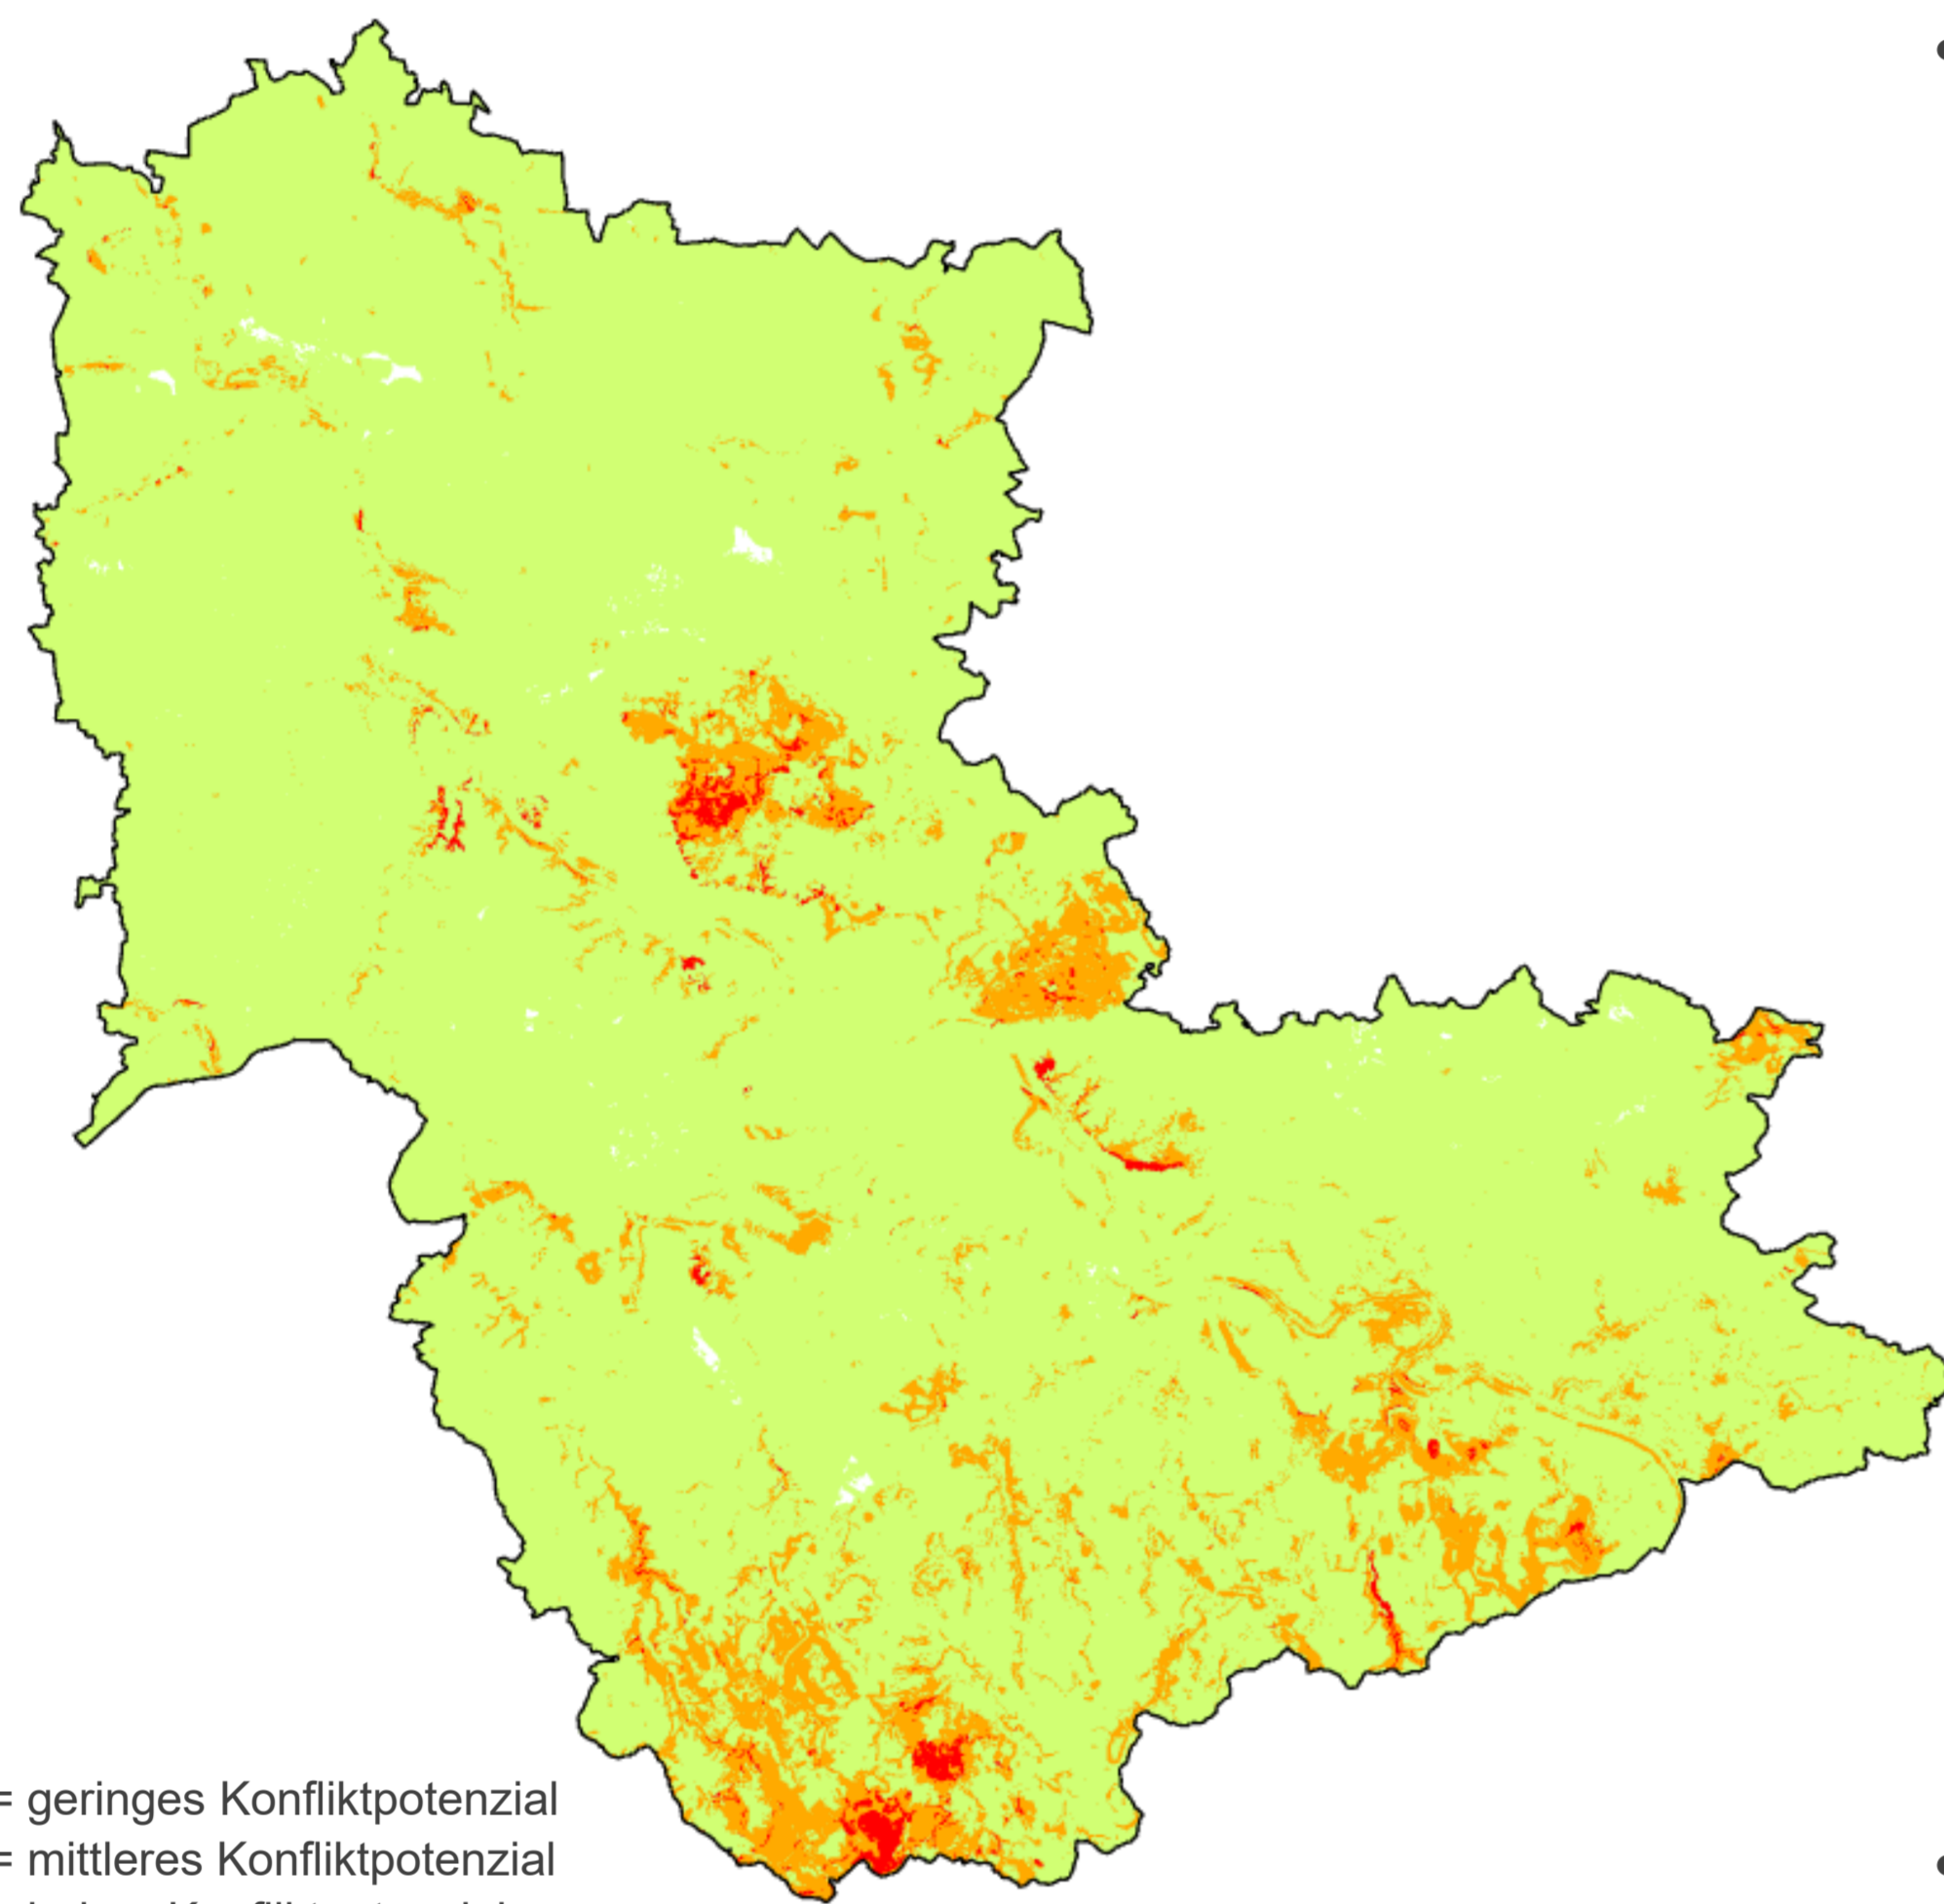 = geringes Konfliktpotenzial
= mittleres Konfliktpotenzial